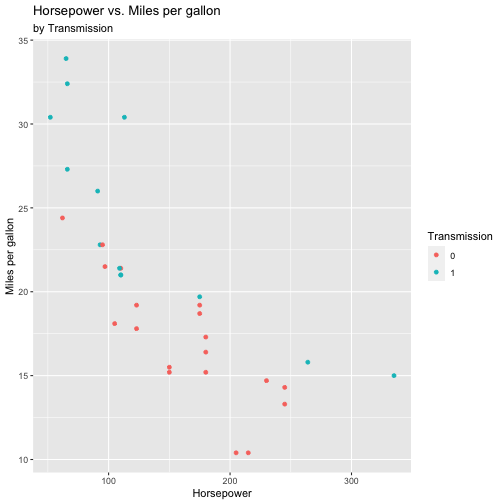 Horsepower vs. Miles per gallon
by Transmission
35
30
25
20
15
10
Miles per gallon
100
200
300
Horsepower
Transmission
0
1